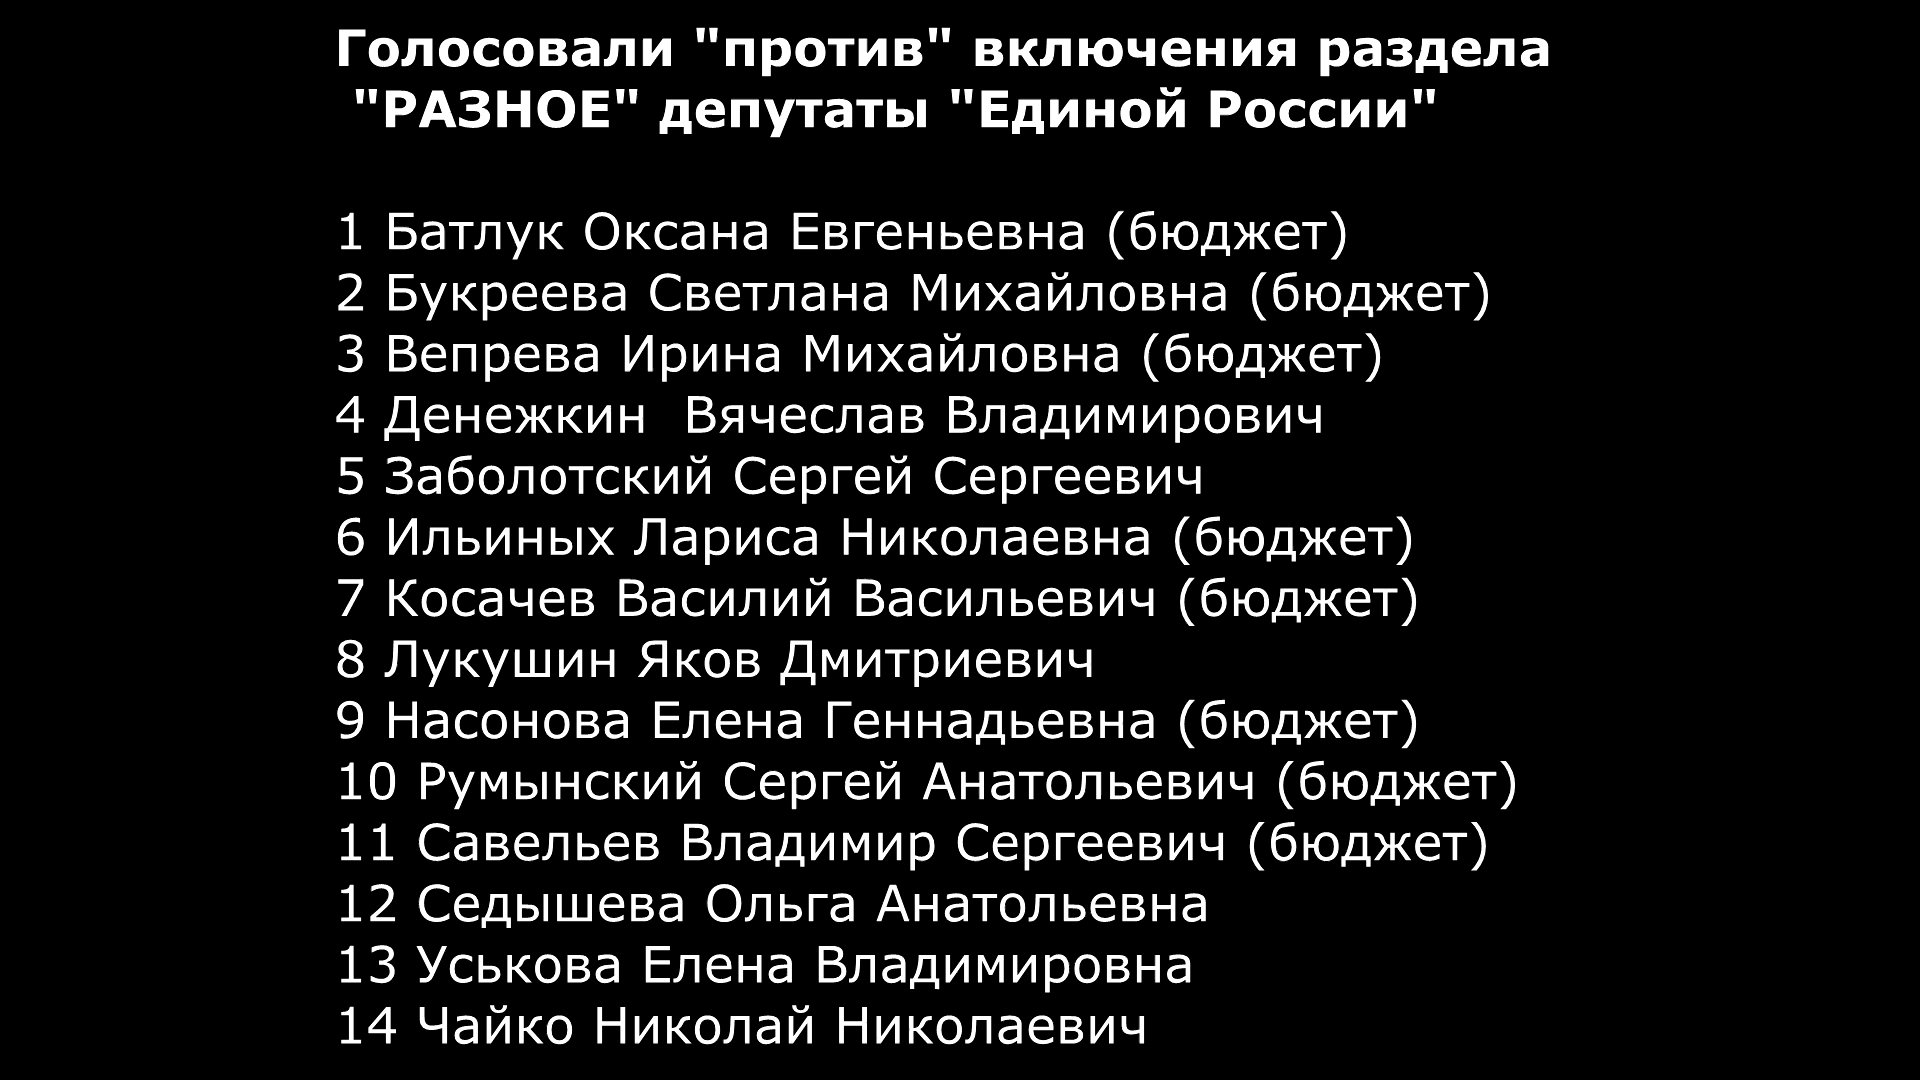 Голосовали "против" включения раздела
"РАЗНОЕ" депутаты "Единой России"
1 Батлук Оксана Евгеньевна (бюджет)
2 Букреева Светлана Михайловна (бюджет)
3 Вепрева Ирина Михайловна (бюджет)
4 Денежкин  Вячеслав Владимирович
5 Заболотский Сергей Сергеевич
6 Ильиных Лариса Николаевна (бюджет)
7 Косачев Василий Васильевич (бюджет)
8 Лукушин Яков Дмитриевич
9 Насонова Елена Геннадьевна (бюджет)
10 Румынский Сергей Анатольевич (бюджет)
11 Савельев Владимир Сергеевич (бюджет)
12 Седышева Ольга Анатольевна
13 Уськова Елена Владимировна
14 Чайко Николай Николаевич